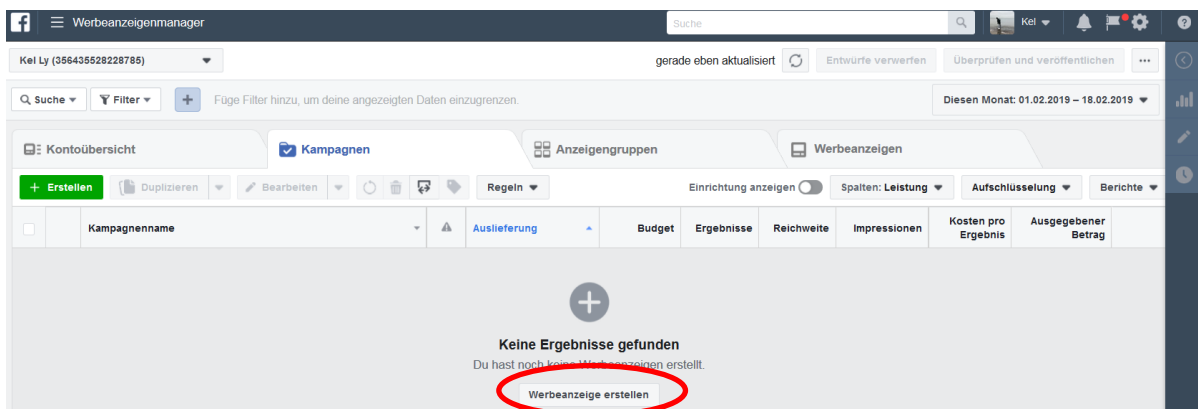 Werbeanzeigenmanager Suche Kel
Kel Ly (356435528228785) gerade eben aktualisiert Entwürfe verwerfen Überprüfen und veröffentlichen ...
Suche Filter + Füge Filter hinzu, um deine angezeigten Daten einzugrenzen. Diesen Monat: 01.02.2019 – 18.02.2019
Kontoübersicht Kampagnen Anzeigengruppen Werbeanzeigen
+ Erstellen Duplizieren Bearbeiten Regeln Einrichtung anzeigen Spalten: Leistung Aufschlüsselung Berichte
Kampagnenname Auslieferung Budget Ergebnisse Reichweite Impressionen Kosten pro Ausgegebener
Ergebnis Betrag
Keine Ergebnisse gefunden
Du hast noch keine Werbeanzeigen erstellt.
Werbeanzeige erstellen